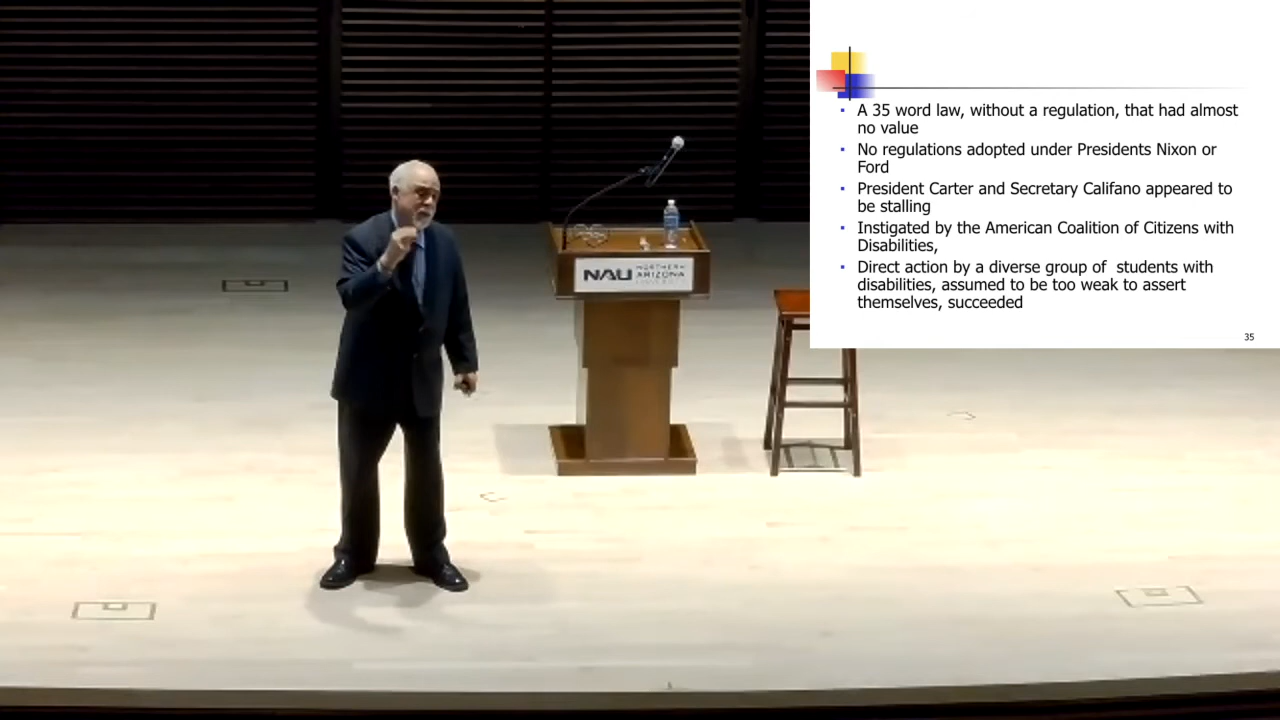 ▪ A 35 word law, without a regulation, that had almost
no value
▪ No regulations adopted under Presidents Nixon or
Ford
▪ President Carter and Secretary Califano appeared to
be stalling
▪ Instigated by the American Coalition of Citizens with
Disabilities,
▪ Direct action by a diverse group of  students with
disabilities, assumed to be too weak to assert
themselves, succeeded
35
NAU
NORTHERN
ARIZONA